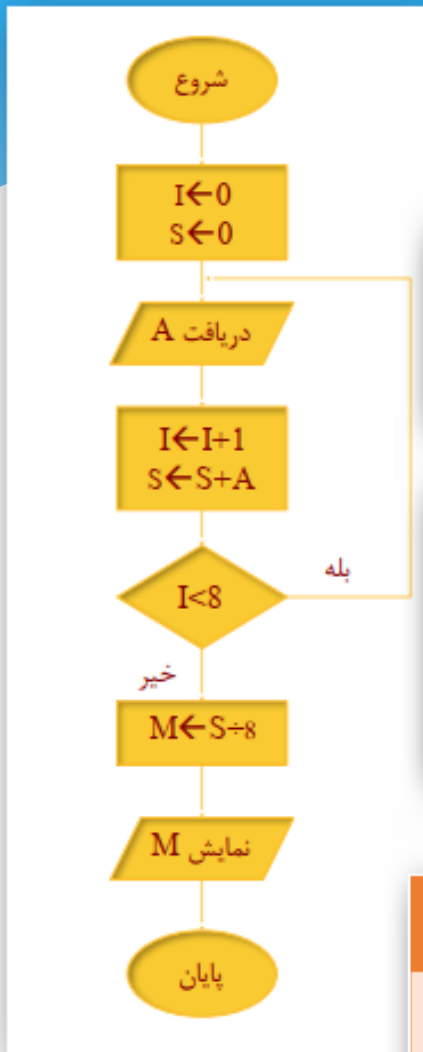 شروع
I←0
S←0
دریافت A
I←I+1
S←S+A
I<8
بله
خیر
M←S÷8
نمایش M
پایان